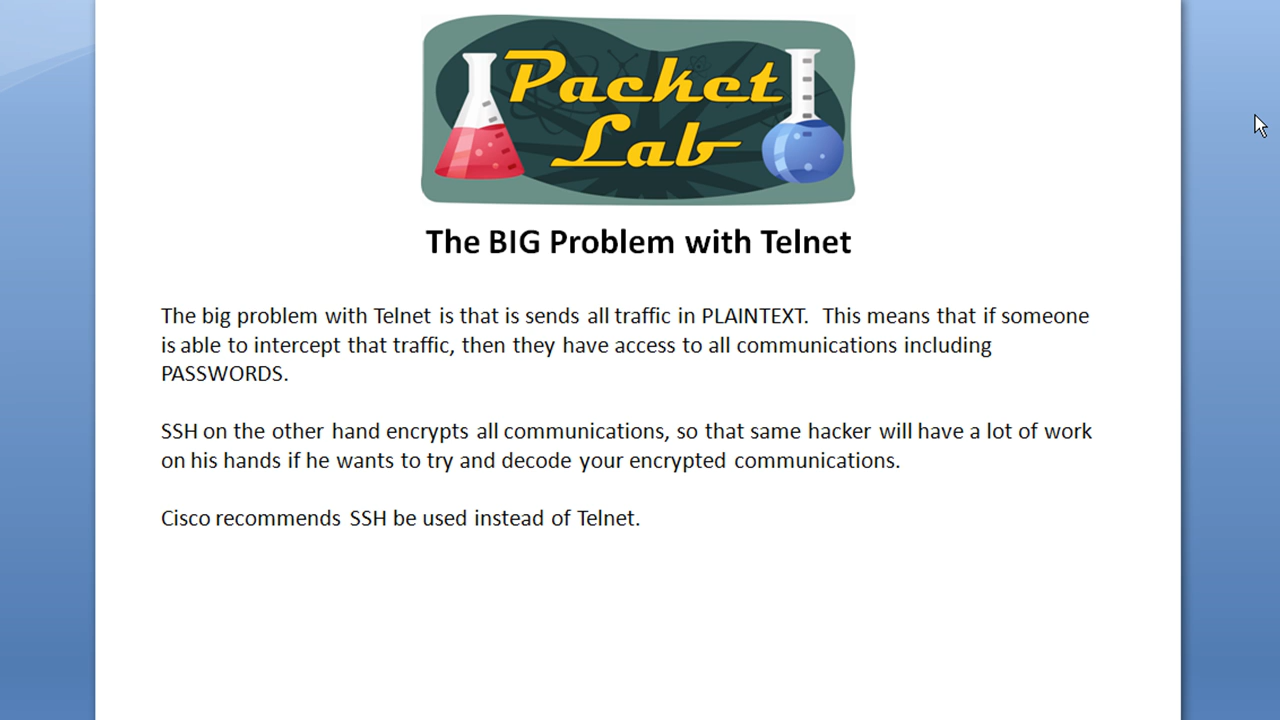 Packet
Lab
The BIG Problem with Telnet
The big problem with Telnet is that is sends all traffic in PLAINTEXT.  This means that if someone
is able to intercept that traffic, then they have access to all communications including
PASSWORDS.
SSH on the other hand encrypts all communications, so that same hacker will have a lot of work
on his hands if he wants to try and decode your encrypted communications.
Cisco recommends SSH be used instead of Telnet.